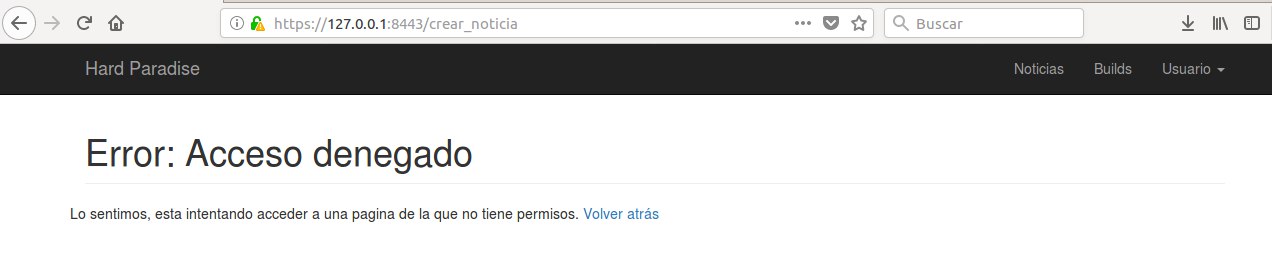 https://127.0.0.1:8443/crear_noticia
Buscar
Hard Paradise
Noticias
Builds
Usuario
Error: Acceso denegado
Lo sentimos, esta intentando acceder a una pagina de la que no tiene permisos. Volver atrás